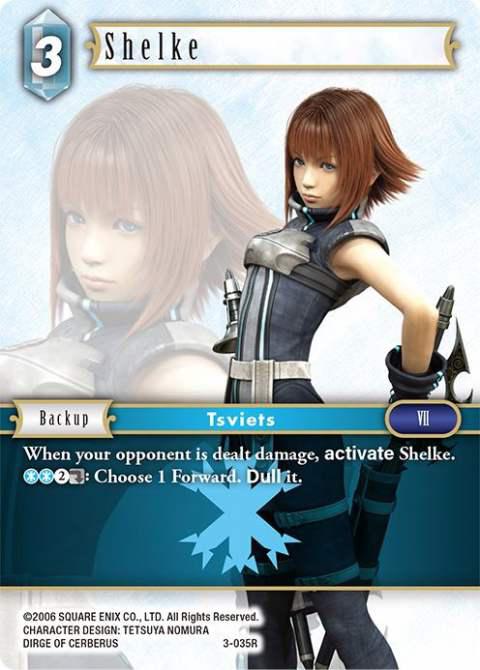 3
Shelke
Backup
Tsviets
VII
When your opponent is dealt damage, activate Shelke.
2: Choose 1 Forward. Dull it.
©2006 SQUARE ENIX CO., LTD. All Rights Reserved.
CHARACTER DESIGN: TETSUYA NOMURA
DIRGE OF CERBERUS
3-035R